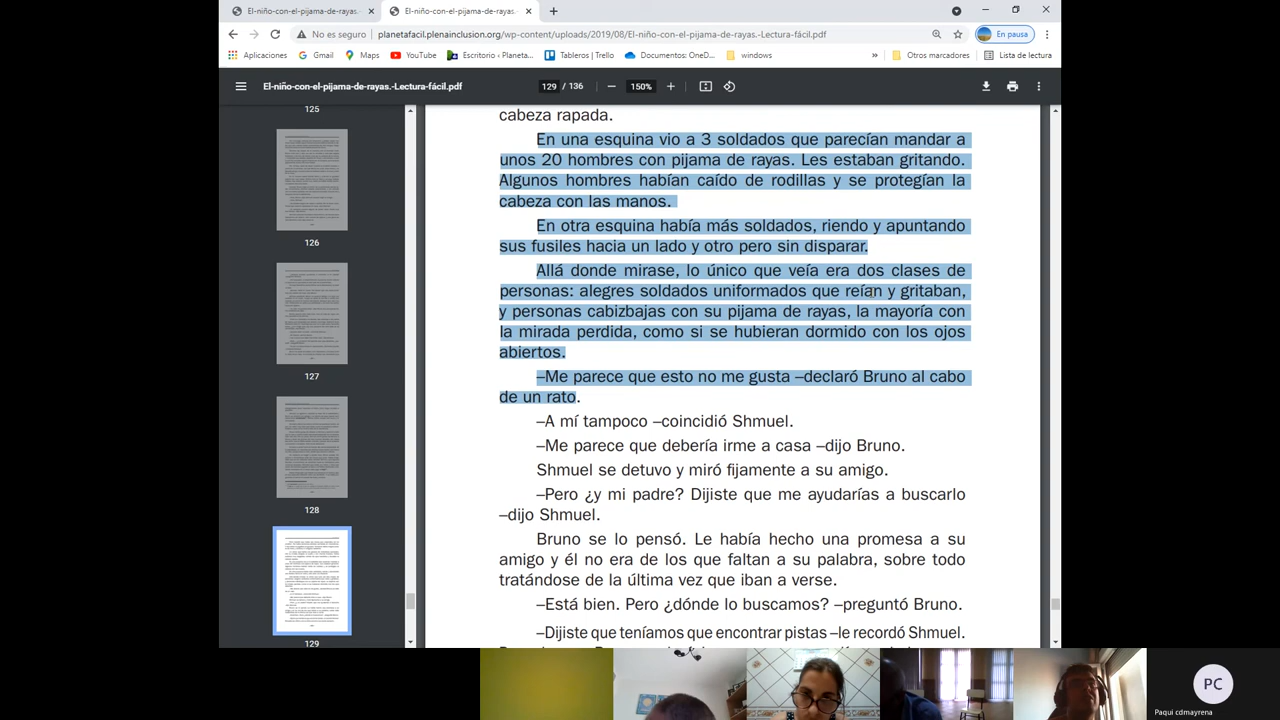 El-niño-con-el-pijama-de-rayas.-
El-niño-con-el-pijama-de-rayas.-
No es seguro
planetafacil.plenainclusion.org/wp-content/uploads/2019/08/El-niño-con-el-pijama-de-rayas.-Lectura-fácil.pdf
En pausa
Aplicaciones
Gmail
Maps
YouTube
Escritorio < Planeta...
Tableros | Trello
Documentos: OneD...
windows
»
Otros marcadores
Lista de lectura
El-niño-con-el-pijama-de-rayas.-Lectura-fácil.pdf
129 / 136
150%
125
126
127
128
129
cabeza rapada.
En una esquina vio a 3 soldados que parecían mandar a
unos 20 hombres con pijama de rayas. Les estaban gritando.
Algunos hombres habían caído de rodillas y se protegían la
cabeza con las manos.
En otra esquina había más soldados, riendo y apuntando
sus fusiles hacia un lado y otro pero sin disparar.
Allá donde mirase, lo único que veía era dos clases de
personas: alegres soldados uniformados que reían y gritaban,
y personas cabizbajas con su pijama de rayas, la mayoría con
la mirada perdida, como si se hubieran dormido con los ojos
abiertos.
–Me parece que esto no me gusta –declaró Bruno al cabo
de un rato.
–A mí tampoco –coincidió Shmuel.
–Me parece que debería irme a casa –dijo Bruno.
Shmuel se detuvo y miró fijamente a su amigo.
–Pero ¿y mi padre? Dijiste que me ayudarías a buscarlo
–dijo Shmuel.
Bruno se lo pensó. Le había hecho una promesa a su
amigo y no era de los que faltan a su palabra, sobre todo
tratándose de la última vez que iban a verse.
–De acuerdo. Pero ¿dónde lo buscamos? –preguntó Bruno.
–Dijiste que teníamos que encontrar pistas –le recordó Shmuel.
PC
Paqui cdmayrena